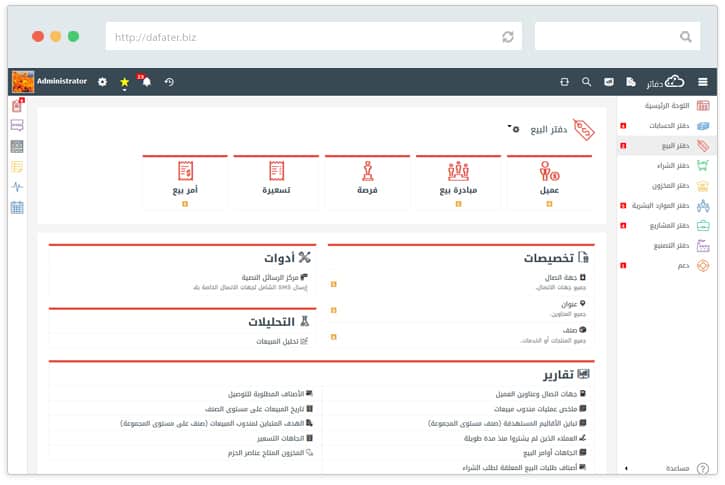 http://dafater.biz
Administrator
دفاتر
اللوحة الرئيسية
دفتر الحسابات
دفتر البيع
دفتر الشراء
دفتر المخزون
دفتر الموارد البشرية
دفتر المشاريع
دفتر التصنيع
دعم
مساعدة
دفتر البيع
عميل
مبادرة بيع
فرصة
تسعيرة
أمر بيع
تخصيصات
جهة اتصال
جميع جهات الاتصال.
عنوان
جميع العناوين.
صنف
جميع المنتجات أو الخدمات.
أدوات
مركز الرسائل النصية
إرسال SMS الشامل لجهات الاتصال الخاصة بك
التحليلات
تحليل المبيعات
تقارير
جهات اتصال وعناوين العميل
ملخص عمليات مندوب مبيعات
تباين الأقاليم المستهدفة (صنف مستوى المجموعة)
العملاء الذين لم يشتروا منذ مدة طويلة
اتجاهات أوامر البيع
أصناف طلبات البيع المعلقة لطلب الشراء
الأصناف المطلوبة للتوصيل
تاريخ المبيعات على مستوى الصنف
الهدف المتباين لمندوب المبيعات (صنف على مستوى المجموعة)
اتجاهات التسعير
المخزون المتاح عناصر الحزم